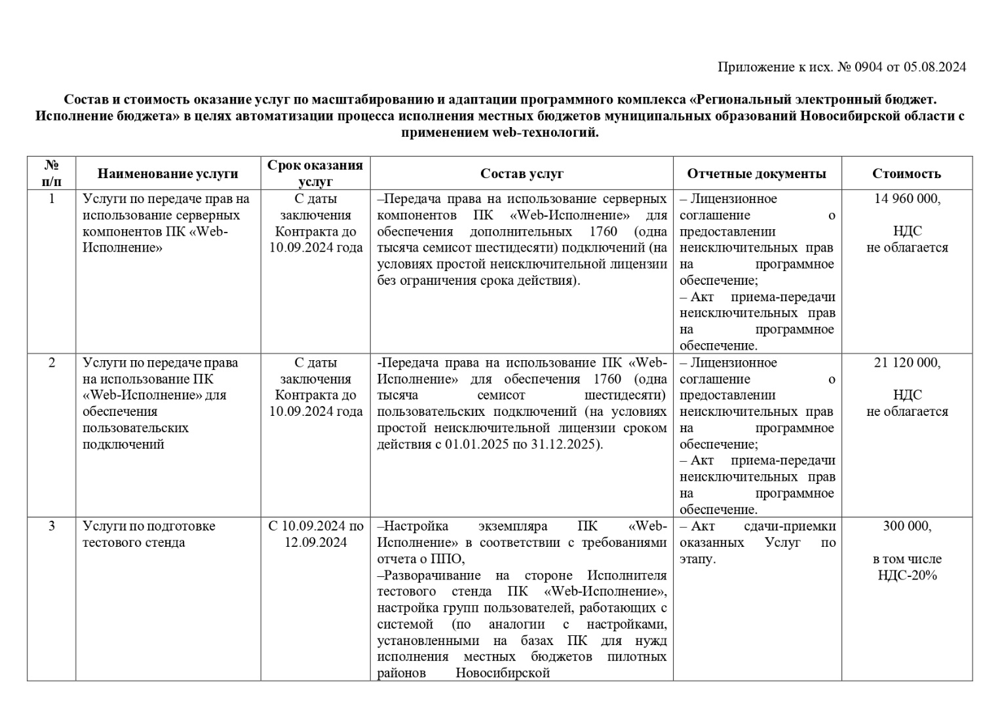 Приложение к исх. № 0904 от 05.08.2024
Состав и стоимость оказание услуг по масштабированию и адаптации программного комплекса «Региональный электронный бюджет.
Исполнение бюджета» в целях автоматизации процесса исполнения местных бюджетов муниципальных образований Новосибирской области с
применением web-технологий.
№
п/п
Наименование услуги
Срок оказания
услуг
Состав услуг
Отчетные документы
Стоимость
1
Услуги по передаче прав на
использование серверных
компонентов ПК «Web-
Исполнение»
С даты
заключения
Контракта до
10.09.2024 года
–Передача права на использование серверных
компонентов ПК «Web-Исполнение» для
обеспечения дополнительных 1760 (одна
тысяча семисот шестидесяти) подключений (на
условиях простой неисключительной лицензии
без ограничения срока действия).
– Лицензионное
соглашение о
предоставлении
неисключительных прав
на программное
обеспечение;
– Акт приема-передачи
неисключительных прав
на программное
обеспечение.
14 960 000,
НДС
не облагается
2
Услуги по передаче права
на использование ПК
«Web-Исполнение» для
обеспечения
пользовательских
подключений
С даты
заключения
Контракта до
10.09.2024 года
-Передача права на использование ПК «Web-
Исполнение» для обеспечения 1760 (одна
тысяча семисот шестидесяти)
пользовательских подключений (на условиях
простой неисключительной лицензии сроком
действия с 01.01.2025 по 31.12.2025).
– Лицензионное
соглашение о
предоставлении
неисключительных прав
на программное
обеспечение;
– Акт приема-передачи
неисключительных прав
на программное
обеспечение.
21 120 000,
НДС
не облагается
3
Услуги по подготовке
тестового стенда
С 10.09.2024 по
12.09.2024
–Настройка экземпляра ПК «Web-
Исполнение» в соответствии с требованиями
отчета о ППО,
–Разворачивание на стороне Исполнителя
тестового стенда ПК «Web-Исполнение»,
настройка групп пользователей, работающих с
системой (по аналогии с настройками,
установленными на базах ПК для нужд
исполнения местных бюджетов пилотных
районов Новосибирской
– Акт сдачи-приемки
оказанных Услуг по
этапу.
300 000,
в том числе
НДС-20%